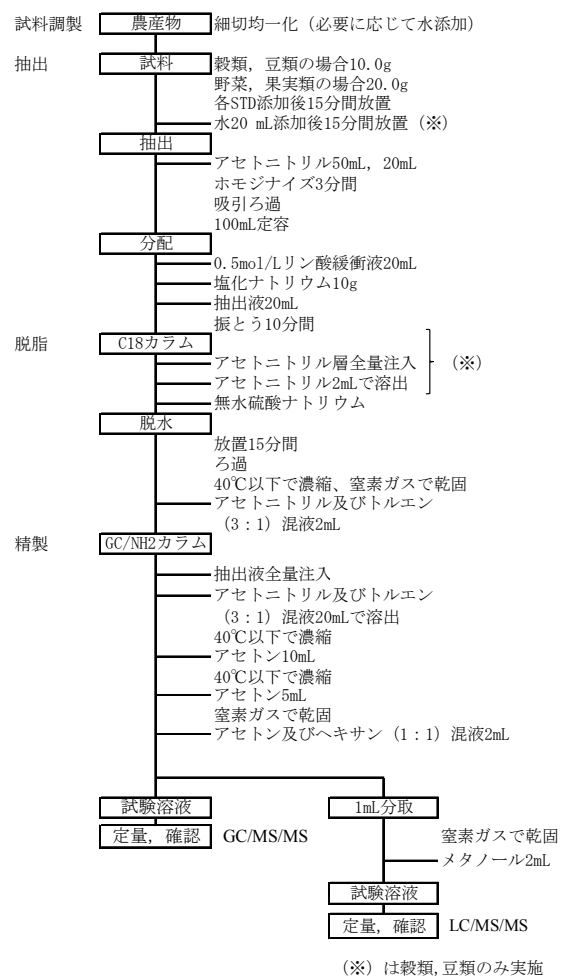 試料調製 農産物 細切均一化（必要に応じて水添加）
抽出 試料 穀類，豆類の場合10.0g
野菜，果実類の場合20.0g
各STD添加後15分間放置
水20 mL添加後15分間放置（※）
抽出
アセトニトリル50mL，20mL
ホモジナイズ3分間
吸引ろ過
100mL定容
分配
0.5mol/Lリン酸緩衝液20mL
塩化ナトリウム10g
抽出液20mL
振とう10分間
脱脂 C18カラム
アセトニトリル層全量注入 （※）
アセトニトリル2mLで溶出
無水硫酸ナトリウム
脱水
放置15分間
ろ過
40℃以下で濃縮、窒素ガスで乾固
アセトニトリル及びトルエン
（3：1）混液2mL
精製 GC/NH2カラム
抽出液全量注入
アセトニトリル及びトルエン
（3：1）混液20mLで溶出
40℃以下で濃縮
アセトン10mL
40℃以下で濃縮
アセトン5mL
窒素ガスで乾固
アセトン及びヘキサン（1：1）混液2mL
試験溶液 1mL分取
定量，確認 GC/MS/MS 窒素ガスで乾固
メタノール2mL
試験溶液
定量，確認 LC/MS/MS
（※）は穀類,豆類のみ実施